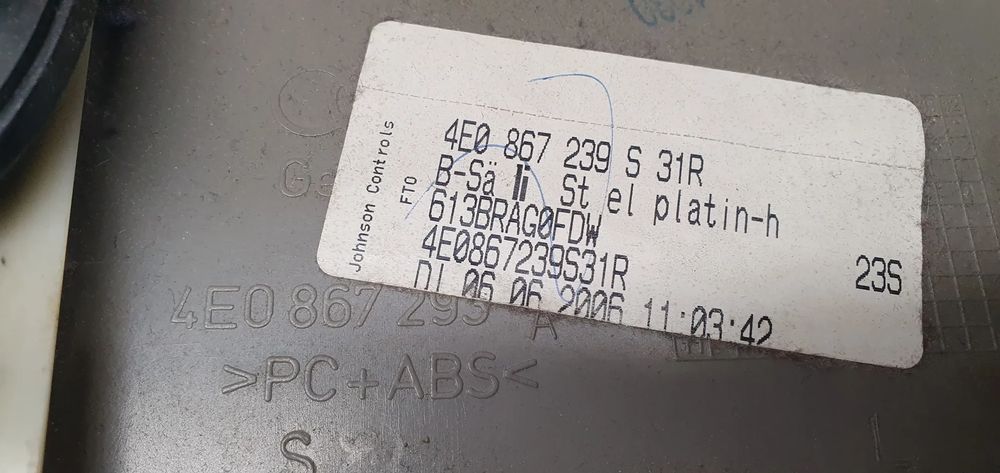 Johnson Controls
FTO
4E0 867 239 S 31R
B-Sä li St el platin-h
613BRAG0FDW
4E0867239S31R
23S
DI 06 06 2006 11:03:42
4E0 867 293 A
>PC+ABS<
S